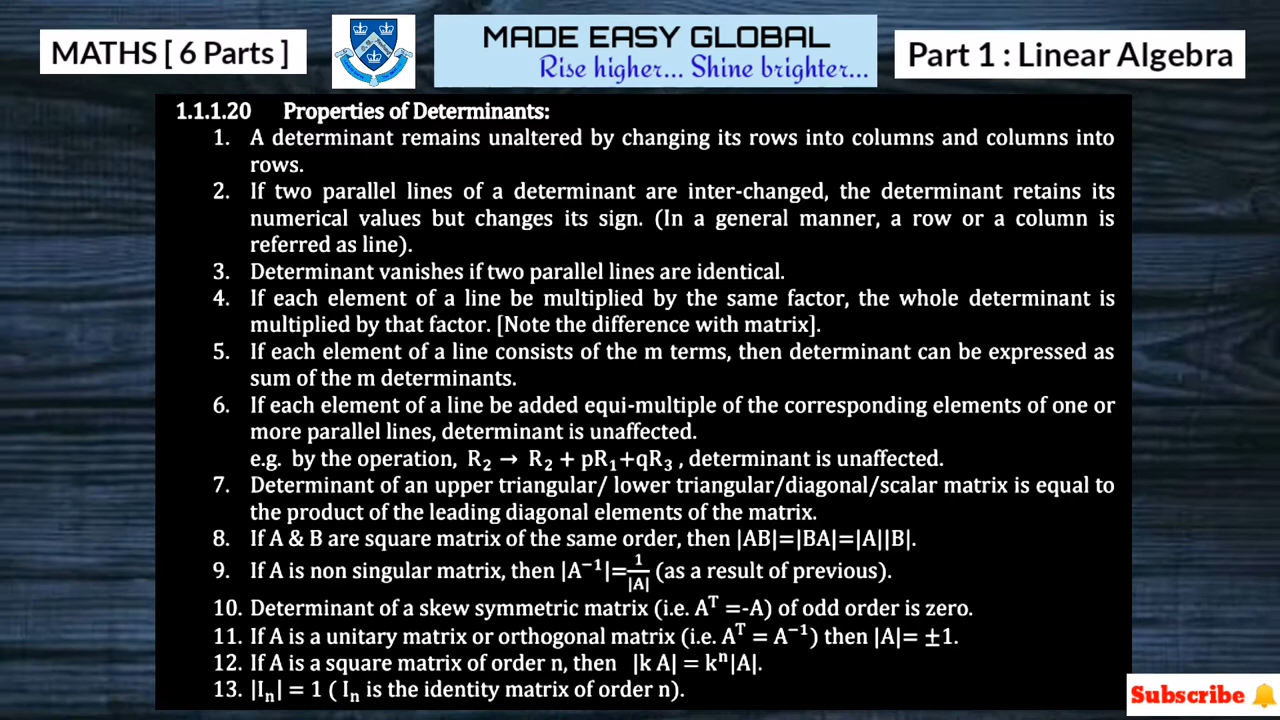 MATHS [ 6 Parts ]
MADE EASY GLOBAL
Rise higher... Shine brighter...
Part 1 : Linear Algebra
1.1.1.20 Properties of Determinants:
1. A determinant remains unaltered by changing its rows into columns and columns into
rows.
2. If two parallel lines of a determinant are inter-changed, the determinant retains its
numerical values but changes its sign. (In a general manner, a row or a column is
referred as line).
3. Determinant vanishes if two parallel lines are identical.
4. If each element of a line be multiplied by the same factor, the whole determinant is
multiplied by that factor. [Note the difference with matrix].
5. If each element of a line consists of the m terms, then determinant can be expressed as
sum of the m determinants.
6. If each element of a line be added equi-multiple of the corresponding elements of one or
more parallel lines, determinant is unaffected.
e.g. by the operation, R₂ → R₂ + pR₁+qR₃ , determinant is unaffected.
7. Determinant of an upper triangular/ lower triangular/diagonal/scalar matrix is equal to
the product of the leading diagonal elements of the matrix.
8. If A & B are square matrix of the same order, then |AB|=|BA|=|A||B|.
9. If A is non singular matrix, then |A⁻¹|=1/|A| (as a result of previous).
10. Determinant of a skew symmetric matrix (i.e. Aᵀ =-A) of odd order is zero.
11. If A is a unitary matrix or orthogonal matrix (i.e. Aᵀ = A⁻¹) then |A|= ±1.
12. If A is a square matrix of order n, then |k A| = kⁿ|A|.
13. |Iₙ| = 1 ( Iₙ is the identity matrix of order n).
Subscribe